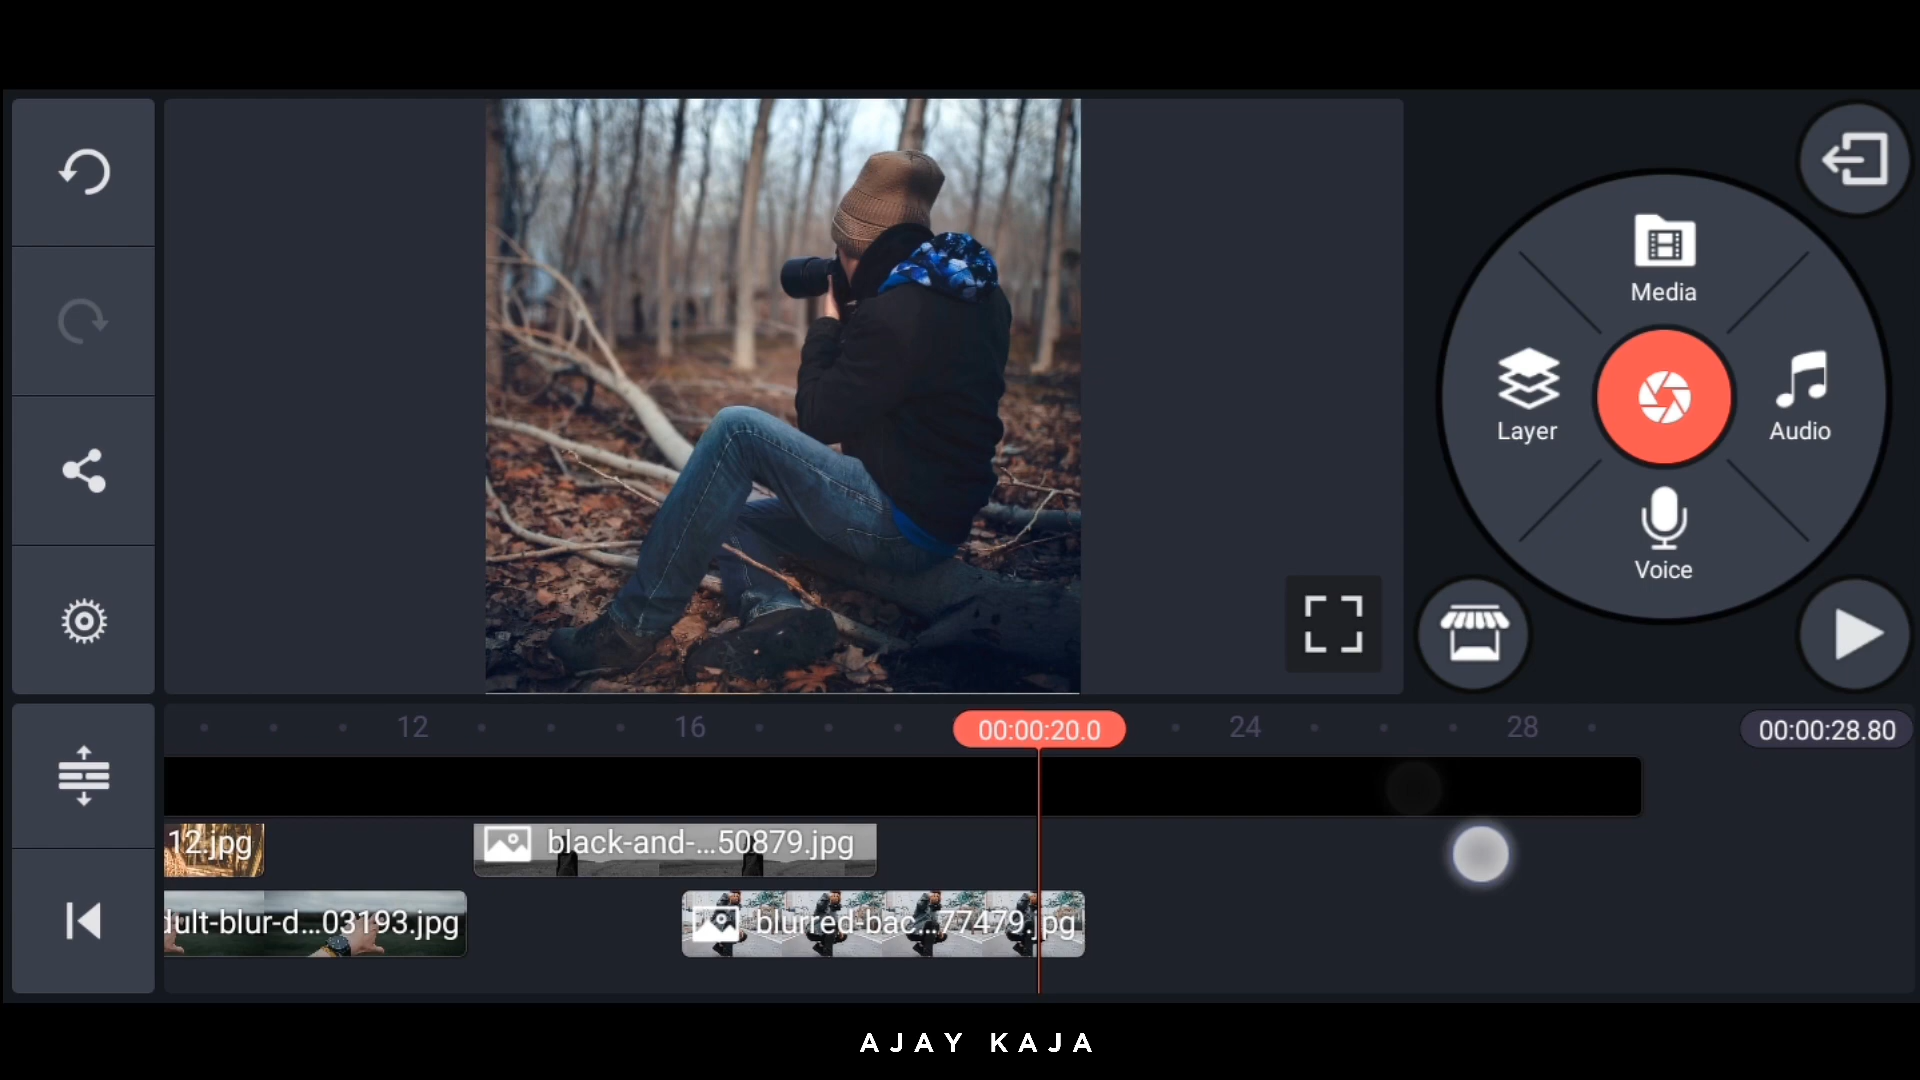 Media
Layer
Audio
Voice
12
16
00:00:20.0
24
28
00:00:28.80
12.jpg
black-and-...50879.jpg
dult-blur-d...03193.jpg
blurred-bac...77479.jpg
AJAY KAJA